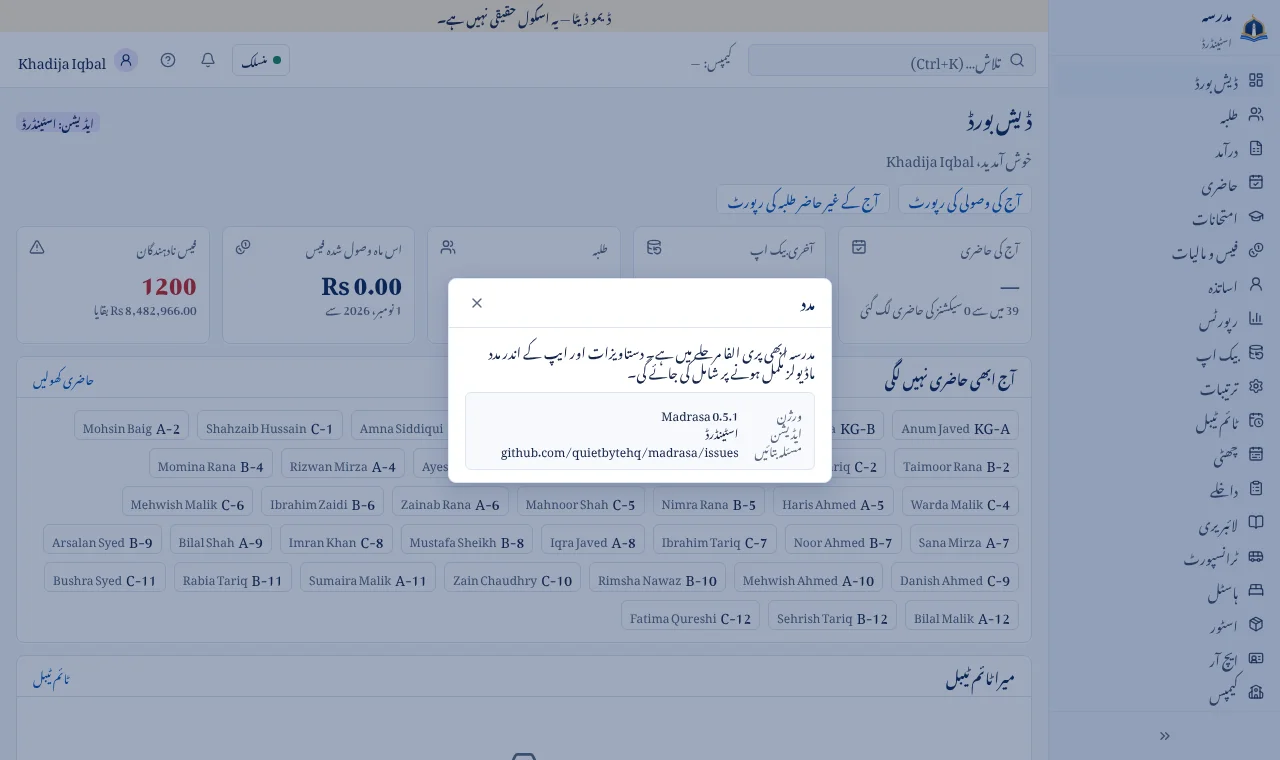 ڈیمو ڈیٹا — یہ اسکول حقیقی نہیں ہے۔
مدرسہ
اسٹینڈرڈ
تلاش... (Ctrl+K)
کیمپس: —
منسلک
Khadija Iqbal
ڈیش بورڈ
طلبہ
درآمد
حاضری
امتحانات
فیس و مالیات
اساتذہ
رپورٹس
بیک اپ
ترتیبات
ٹائم ٹیبل
چھٹی
داخلے
لائبریری
ٹرانسپورٹ
ہاسٹل
اسٹور
ایچ آر
کیمپس
ڈیش بورڈ
ایڈیشن: اسٹینڈرڈ
خوش آمدید، Khadija Iqbal
آج کی وصولی کی رپورٹ
آج کے غیر حاضر طلبہ کی رپورٹ
آج کی حاضری
—
39 میں سے 0 سیکشنز کی حاضری لگ گئی
آخری بیک اپ
طلبہ
اس ماہ وصول شدہ فیس
Rs 0.00
1 نومبر، 2026 سے
فیس نادہندگان
1200
Rs 8,482,966.00 بقایا
مدد
مدرسہ ابھی پری الفا مرحلے میں ہے۔ دستاویزات اور ایپ کے اندر مدد
ماڈیولز مکمل ہونے پر شامل کی جائے گی۔
ورژن Madrasa 0.5.1
ایڈیشن اسٹینڈرڈ
مسئلہ بتائیں github.com/quietbytehq/madrasa/issues
آج ابھی حاضری نہیں لگی
حاضری کھولیں
KG-A Anum Javed
KG-B
C-1 Shahzaib Hussain
A-2 Mohsin Baig
Amna Siddiqui
B-2 Taimoor Rana
C-2
A-4 Rizwan Mirza
B-4 Momina Rana
C-4 Warda Malik
A-5 Haris Ahmed
B-5 Nimra Rana
C-5 Mahnoor Shah
A-6 Zainab Rana
B-6 Ibrahim Zaidi
C-6 Mehwish Malik
A-7 Sana Mirza
B-7 Noor Ahmed
C-7 Ibrahim Tariq
A-8 Iqra Javed
B-8 Mustafa Sheikh
C-8 Imran Khan
A-9 Bilal Shah
B-9 Arsalan Syed
C-9 Danish Ahmed
A-10 Mehwish Ahmed
B-10 Rimsha Nawaz
C-10 Zain Chaudhry
A-11 Sumaira Malik
B-11 Rabia Tariq
C-11 Bushra Syed
A-12 Bilal Malik
B-12 Sehrish Tariq
C-12 Fatima Qureshi
میرا ٹائم ٹیبل
ٹائم ٹیبل